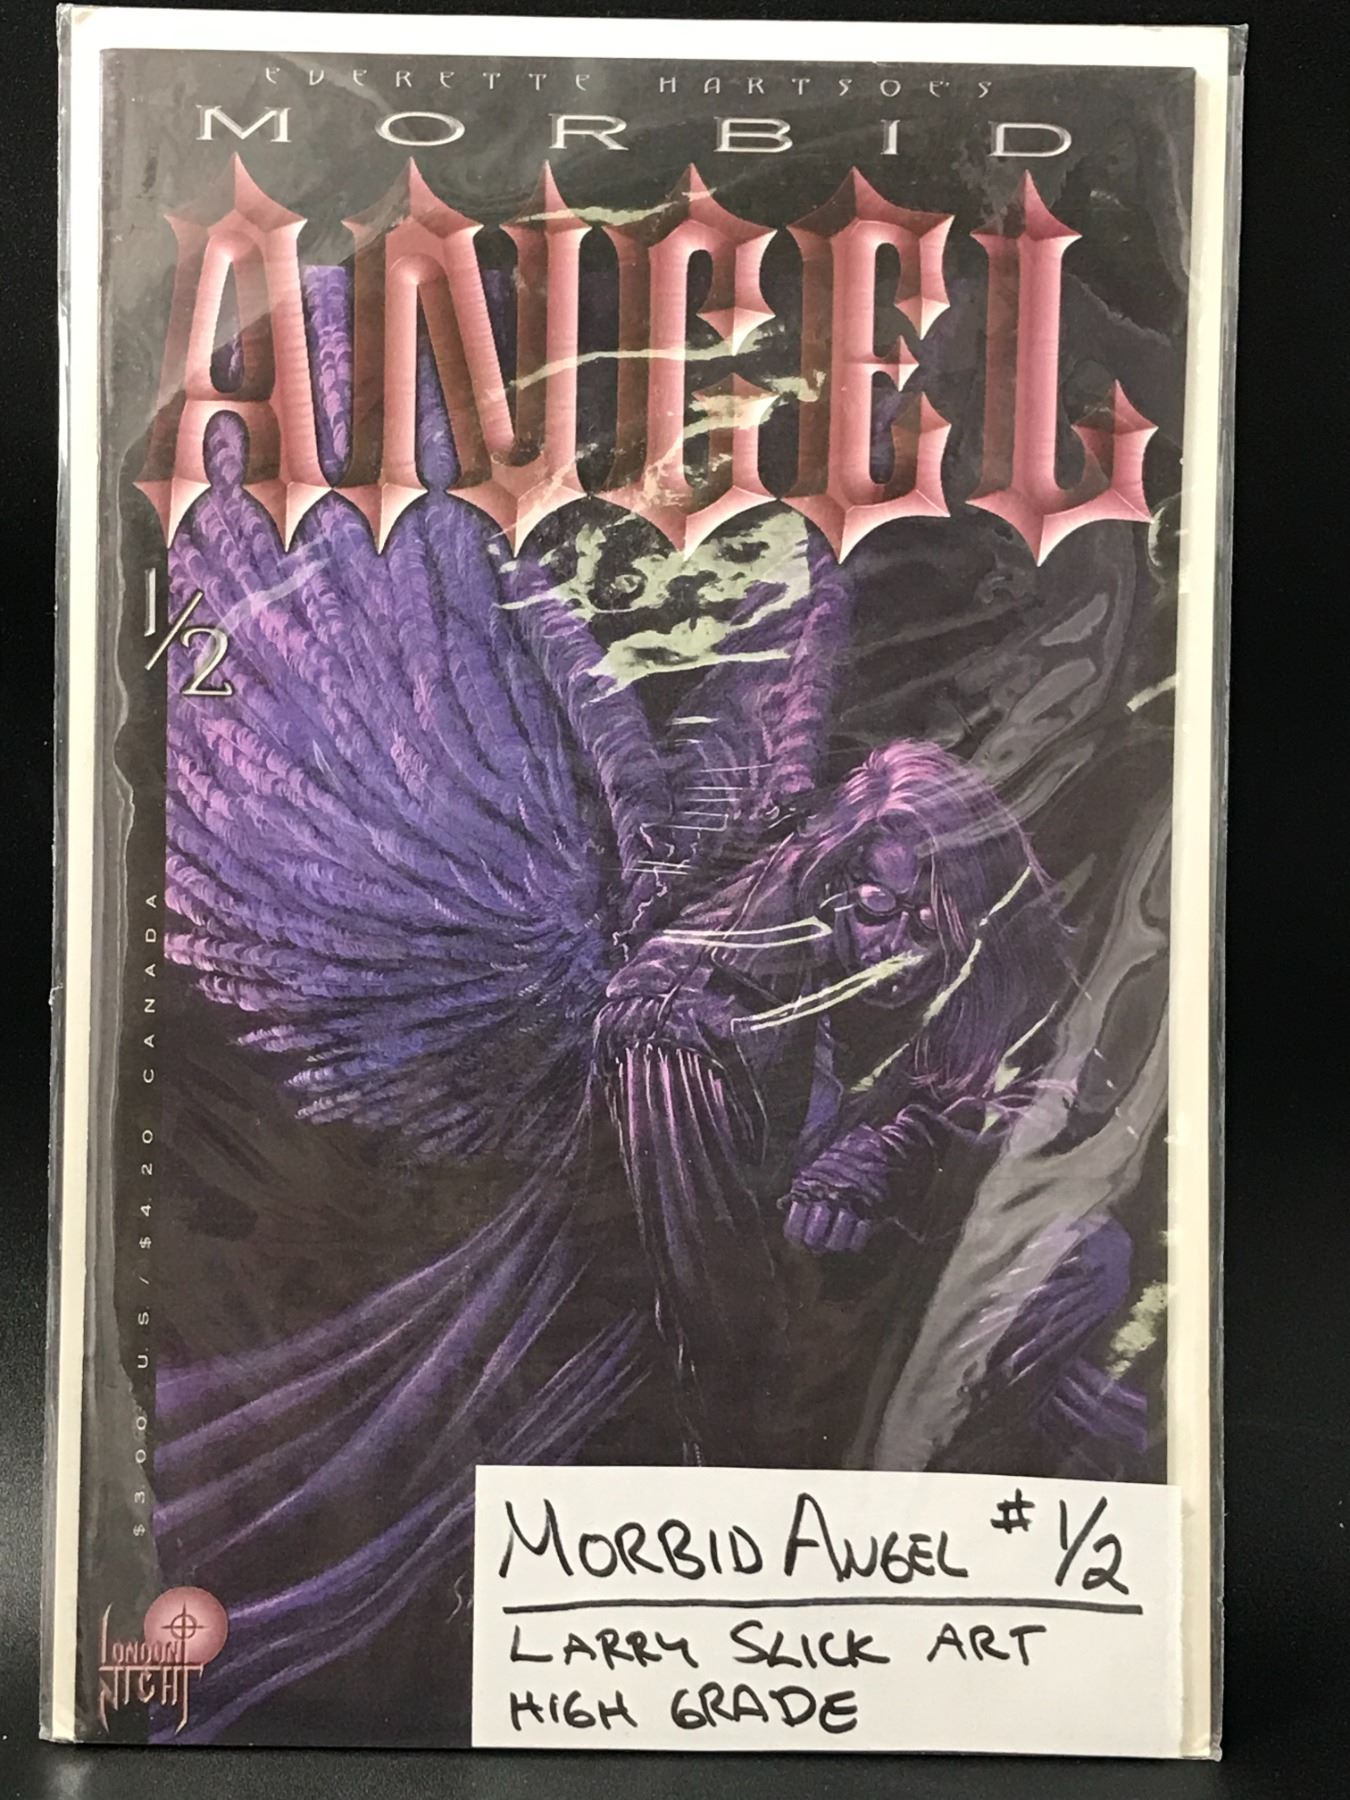 EVERETTE HARTSOE'S
MORBID
ANGEL
1/2
$3.00 U.S. / $4.20 CANADA
LONDON
NIGHT
MORBID ANGEL #1/2
LARRY SLICK ART
HIGH GRADE